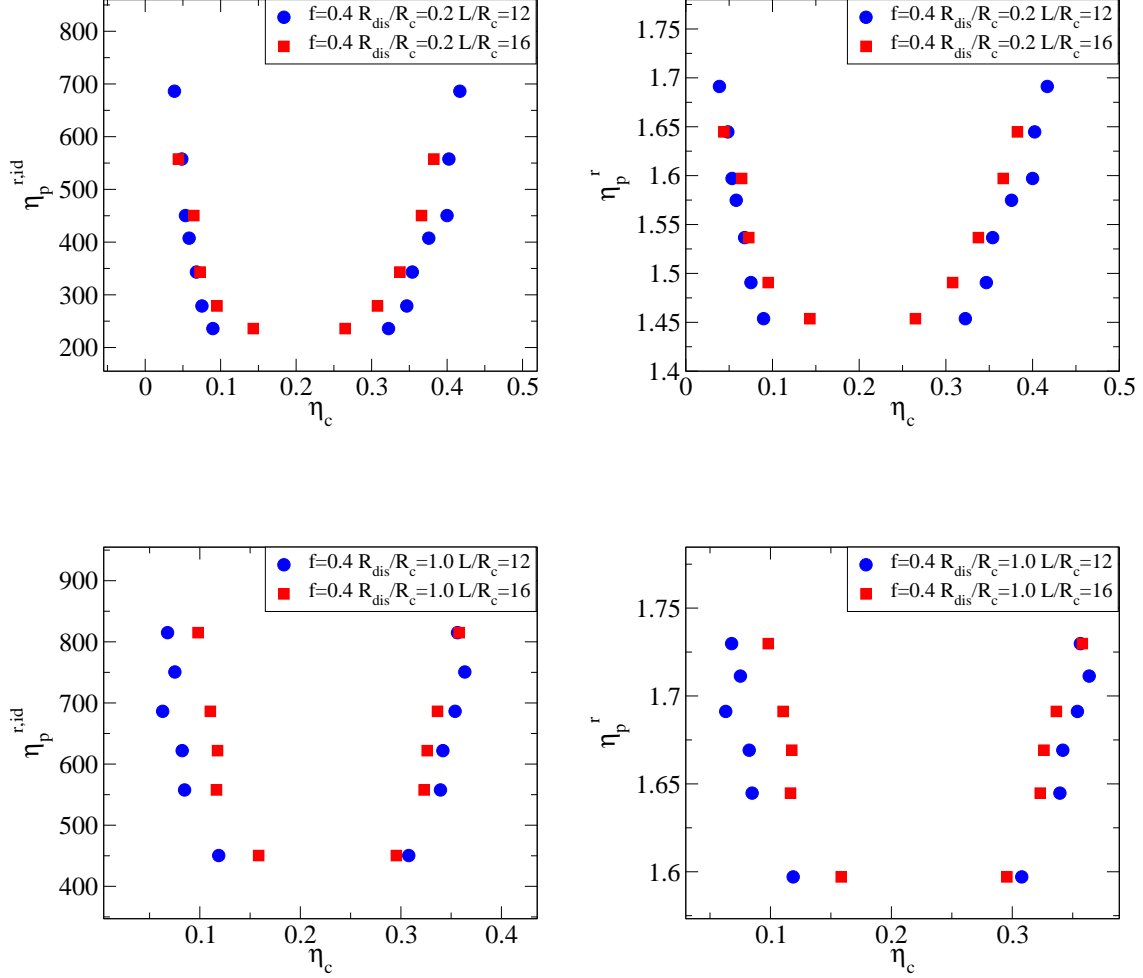 f=0.4 R_dis/R_c=0.2 L/R_c=12
f=0.4 R_dis/R_c=0.2 L/R_c=16
800
700
600
500
400
300
200
η_p^r,id
0 0.1 0.2 0.3 0.4 0.5
η_c
f=0.4 R_dis/R_c=0.2 L/R_c=12
f=0.4 R_dis/R_c=0.2 L/R_c=16
1.75
1.7
1.65
1.6
1.55
1.5
1.45
1.4
η_p^r
0 0.1 0.2 0.3 0.4 0.5
η_c
f=0.4 R_dis/R_c=1.0 L/R_c=12
f=0.4 R_dis/R_c=1.0 L/R_c=16
900
800
700
600
500
400
η_p^r,id
0.1 0.2 0.3 0.4
η_c
f=0.4 R_dis/R_c=1.0 L/R_c=12
f=0.4 R_dis/R_c=1.0 L/R_c=16
1.75
1.7
1.65
1.6
η_p^r
0.1 0.2 0.3
η_c